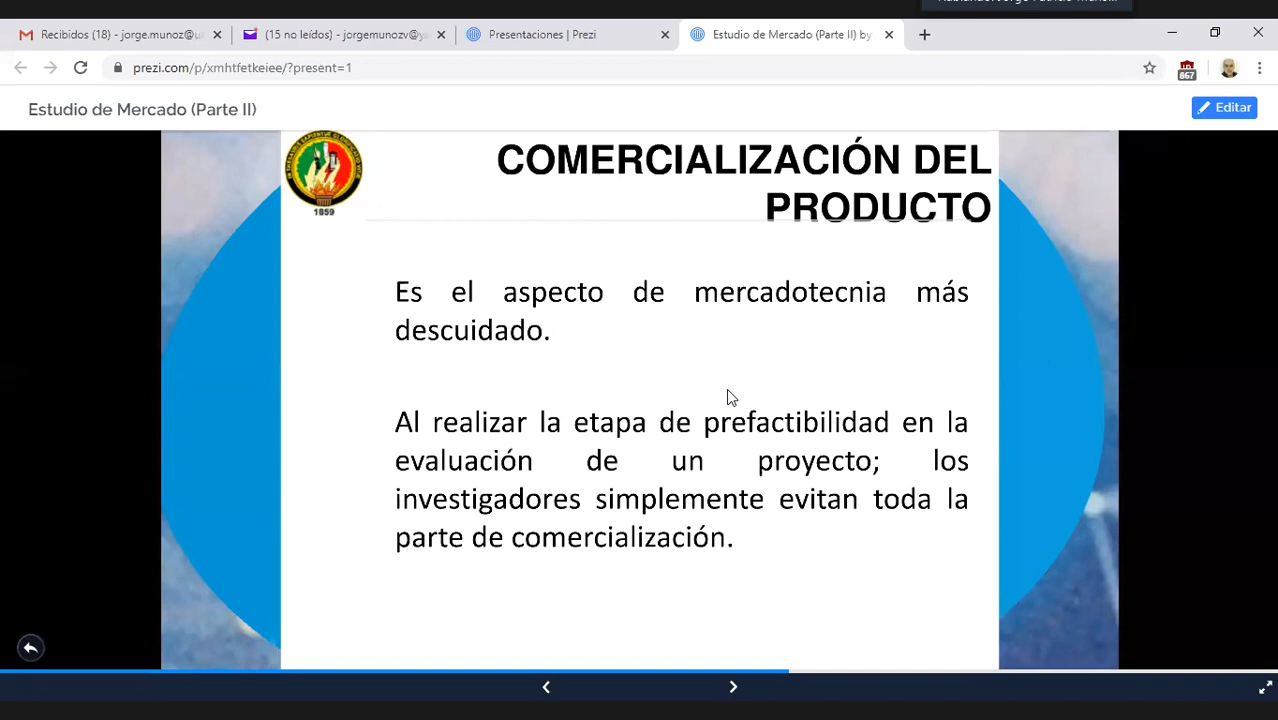 Recibidos (18) - jorge.munoz@u
(15 no leídos) - jorgemunozv@y
Presentaciones | Prezi
Estudio de Mercado (Parte II) by
prezi.com/p/xmhtfetkeiee/?present=1
867
Estudio de Mercado (Parte II)
Editar
1859
COMERCIALIZACIÓN DEL
PRODUCTO
Es el aspecto de mercadotecnia más
descuidado.
Al realizar la etapa de prefactibilidad en la
evaluación de un proyecto; los
investigadores simplemente evitan toda la
parte de comercialización.